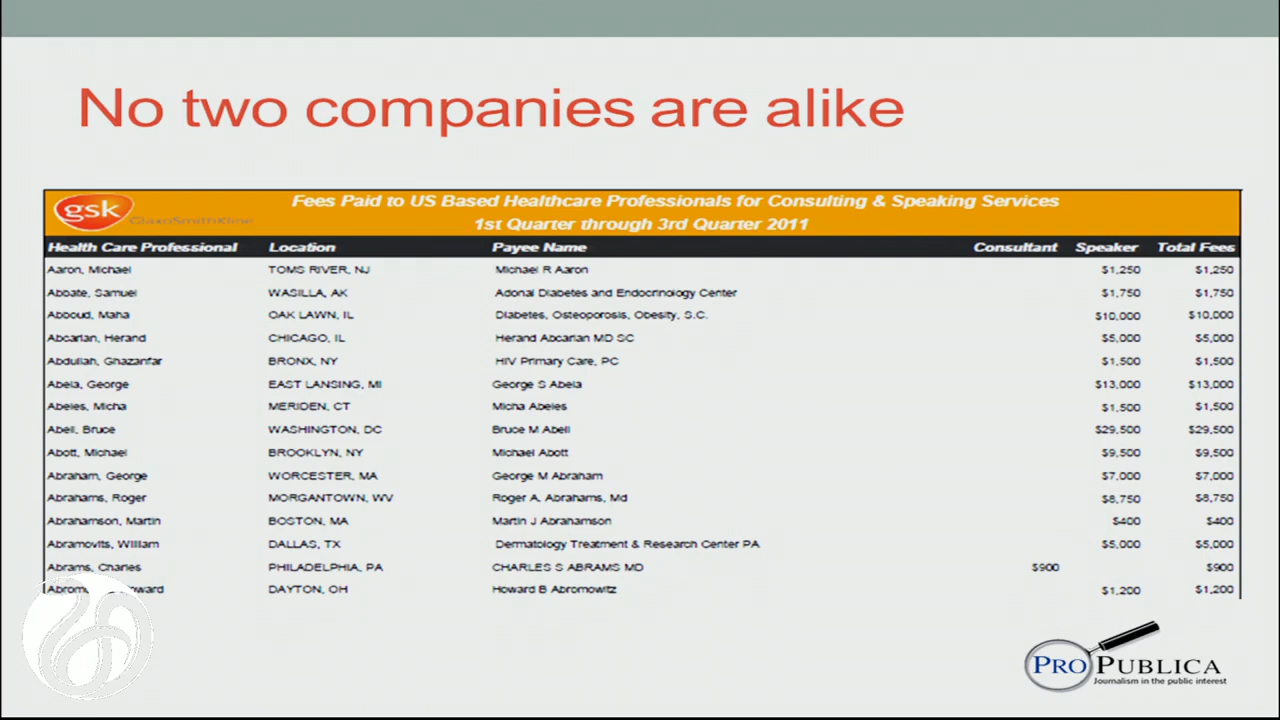 No two companies are alike
gsk GlaxoSmithKline
Fees Paid to US Based Healthcare Professionals for Consulting & Speaking Services
1st Quarter through 3rd Quarter 2011
Health Care Professional Location Payee Name Consultant Speaker Total Fees
Aaron, Michael TOMS RIVER, NJ Michael R Aaron $1,250 $1,250
Abbate, Samuel WASILLA, AK Adonai Diabetes and Endocrinology Center $1,750 $1,750
Abboud, Maha OAK LAWN, IL Diabetes, Osteoporosis, Obesity, S.C. $10,000 $10,000
Abcarian, Herand CHICAGO, IL Herand Abcarian MD SC $5,000 $5,000
Abdullah, Ghazanfar BRONX, NY HIV Primary Care, PC $1,500 $1,500
Abela, George EAST LANSING, MI George S Abela $13,000 $13,000
Abeles, Micha MERIDEN, CT Micha Abeles $1,500 $1,500
Abell, Bruce WASHINGTON, DC Bruce M Abell $29,500 $29,500
Abott, Michael BROOKLYN, NY Michael Abott $9,500 $9,500
Abraham, George WORCESTER, MA George M Abraham $7,000 $7,000
Abrahams, Roger MORGANTOWN, WV Roger A. Abrahams, Md $8,750 $8,750
Abrahamson, Martin BOSTON, MA Martin J Abrahamson $400 $400
Abramovits, William DALLAS, TX Dermatology Treatment & Research Center PA $5,000 $5,000
Abrams, Charles PHILADELPHIA, PA CHARLES S ABRAMS MD $900 $900
DAYTON, OH Howard B Abromowitz $1,200 $1,200
PROPUBLICA
Journalism in the public interest